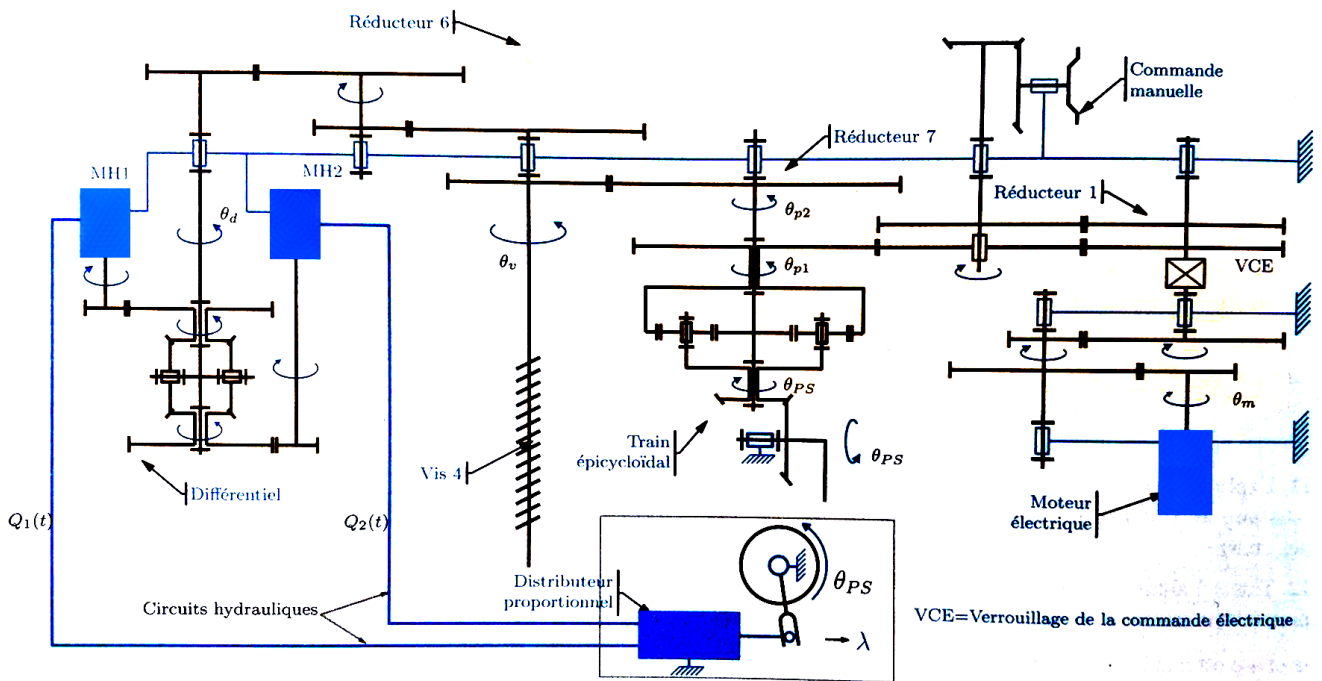 Réducteur 6
Commande
manuelle
Réducteur 7
MH1
MH2
Réducteur 1
θd
θp2
θv
θp1
VCE
θPS
θm
Train
épicycloïdal
θPS
Vis 4
Différentiel
Moteur
électrique
Q1(t)
Q2(t)
Distributeur
proportionnel
θPS
Circuits hydrauliques
VCE=Verrouillage de la commande électrique
λ